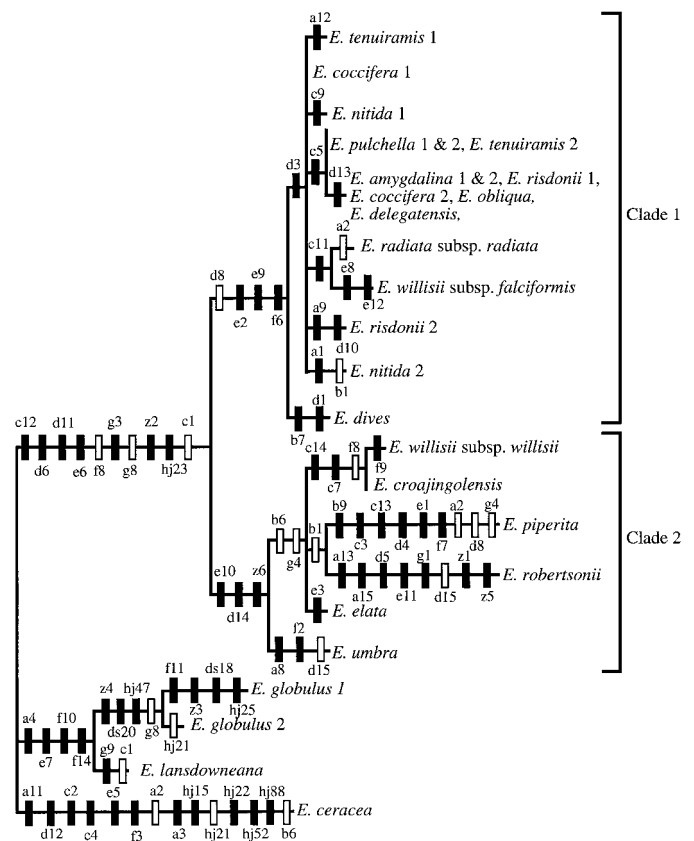 a12
E. tenuiramis 1
E. coccifera 1
c9
E. nitida 1
E. pulchella 1 & 2, E. tenuiramis 2
d3
c5
d13
E. amygdalina 1 & 2, E. risdonii 1,
E. coccifera 2, E. obliqua,
E. delegatensis,
Clade 1
a2
c11
E. radiata subsp. radiata
e8
E. willisii subsp. falciformis
e12
d8
e9
e2
f6
a9
E. risdonii 2
d10
a1
E. nitida 2
b1
d1
E. dives
b7
c12 d11 g3 z2 c1
d6 e6 f8 g8 hj23
c14 f8
E. willisii subsp. willisii
f9
c7
E. croajingolensis
b6
b1
g4
b9 c13 e1 a2 g4
E. piperita
c3 d4 f7 d8
Clade 2
a13 d5 g1 z1
E. robertsonii
a15 e11 d15 z5
e10 z6
d14
e3
E. elata
f2
E. umbra
a8 d15
f11 ds18
E. globulus 1
z3 hj25
z4 hj47
ds20 g8
E. globulus 2
hj21
a4 f10
e7 f14
g9 c1
E. lansdowneana
a11 c2 e5 a2 hj15 hj22 hj88
E. ceracea
d12 c4 f3 a3 hj21 hj52 b6